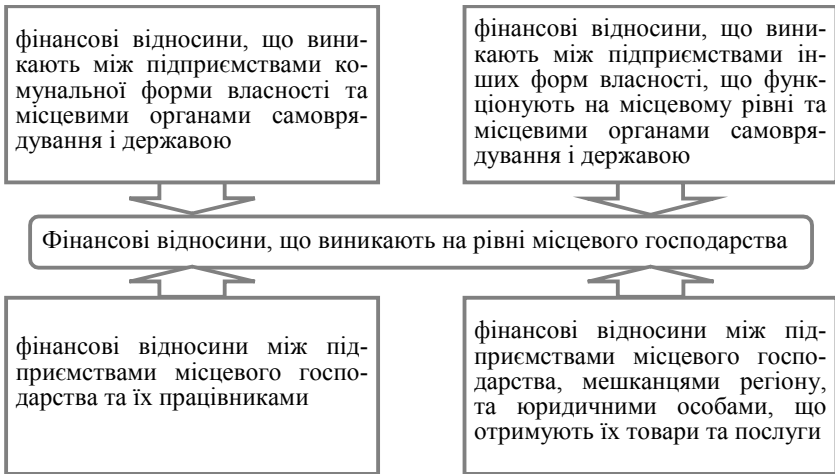 фінансові відносини, що вини-
кають між підприємствами ко-
мунальної форми власності та
місцевими органами самовря-
дування і державою
фінансові відносини, що вини-
кають між підприємствами ін-
ших форм власності, що функ-
ціонують на місцевому рівні та
місцевими органами самовря-
дування і державою
Фінансові відносини, що виникають на рівні місцевого господарства
фінансові відносини між під-
приємствами місцевого госпо-
дарства та їх працівниками
фінансові відносини між під-
приємствами місцевого госпо-
дарства, мешканцями регіону,
та юридичними особами, що
отримують їх товари та послуги